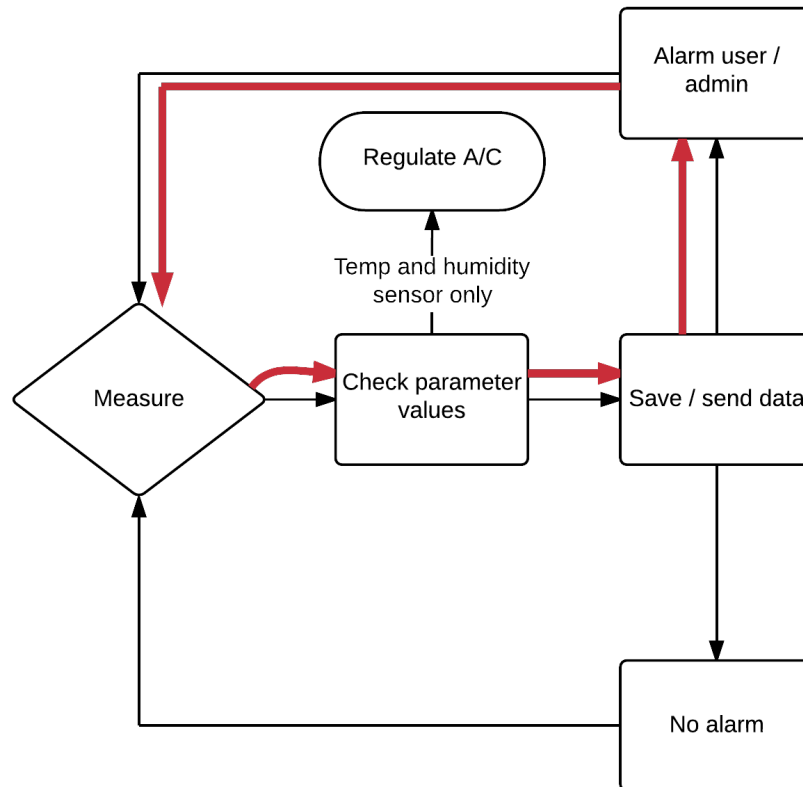 Alarm user /
admin
Regulate A/C
Temp and humidity
sensor only
Measure
Check parameter
values
Save / send data
No alarm